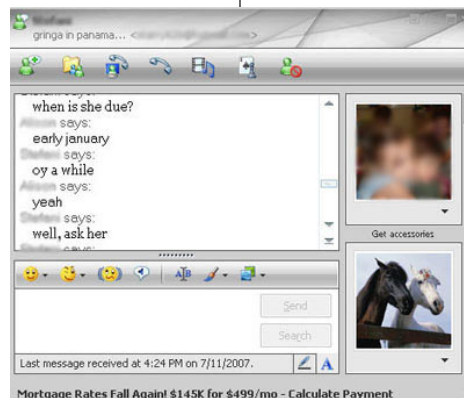 gringa in panama...
says:
when is she due?
says:
early january
says:
oy a while
says:
yeah
says:
well, ask her
says:
Get accessories
Send
Search
Last message received at 4:24 PM on 7/11/2007.
A
Mortgage Rates Fall Again! $145K for $499/mo - Calculate Payment